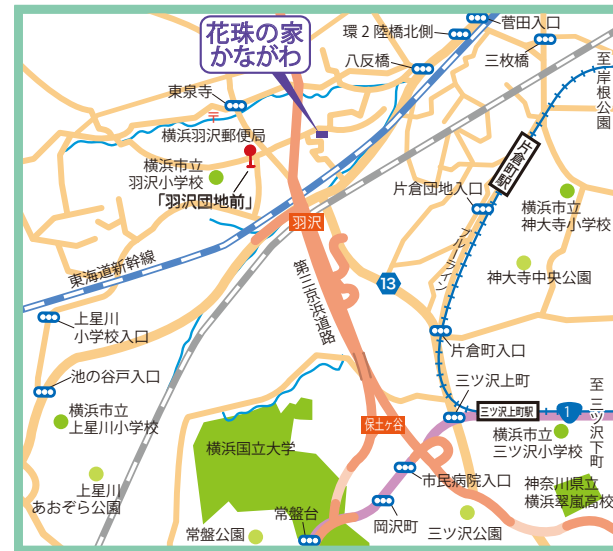 花珠の家
かながわ
環2陸橋北側
菅田入口
三枚橋
八反橋
至 岸根公園
東泉寺
〒
横浜羽沢郵便局
横浜市立
羽沢小学校
「羽沢団地前」
片倉町駅
片倉団地入口
横浜市立
神大寺小学校
羽沢
ブルーライン
東海道新幹線
第三京浜道路
13
神大寺中央公園
上星川
小学校入口
片倉町入口
池の谷戸入口
三ツ沢上町
三ツ沢上町駅
1
至 三ツ沢下町
横浜市立
上星川小学校
保土ヶ谷
横浜市立
三ツ沢小学校
横浜国立大学
市民病院入口
神奈川県立
横浜翠嵐高校
上星川
あおぞら公園
岡沢町
常盤台
常盤公園
三ツ沢公園